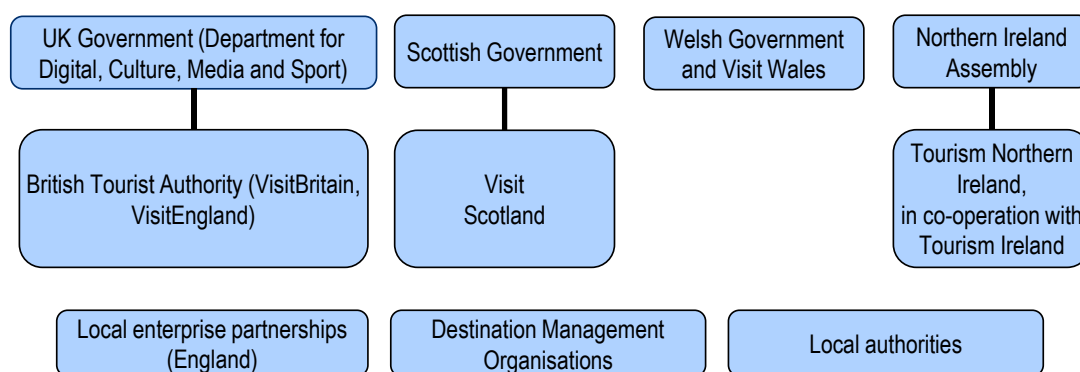 UK Government (Department for
Digital, Culture, Media and Sport)
Scottish Government
Welsh Government
and Visit Wales
Northern Ireland
Assembly
British Tourist Authority (VisitBritain,
VisitEngland)
Visit
Scotland
Tourism Northern
Ireland,
in co-operation with
Tourism Ireland
Local enterprise partnerships
(England)
Destination Management
Organisations
Local authorities